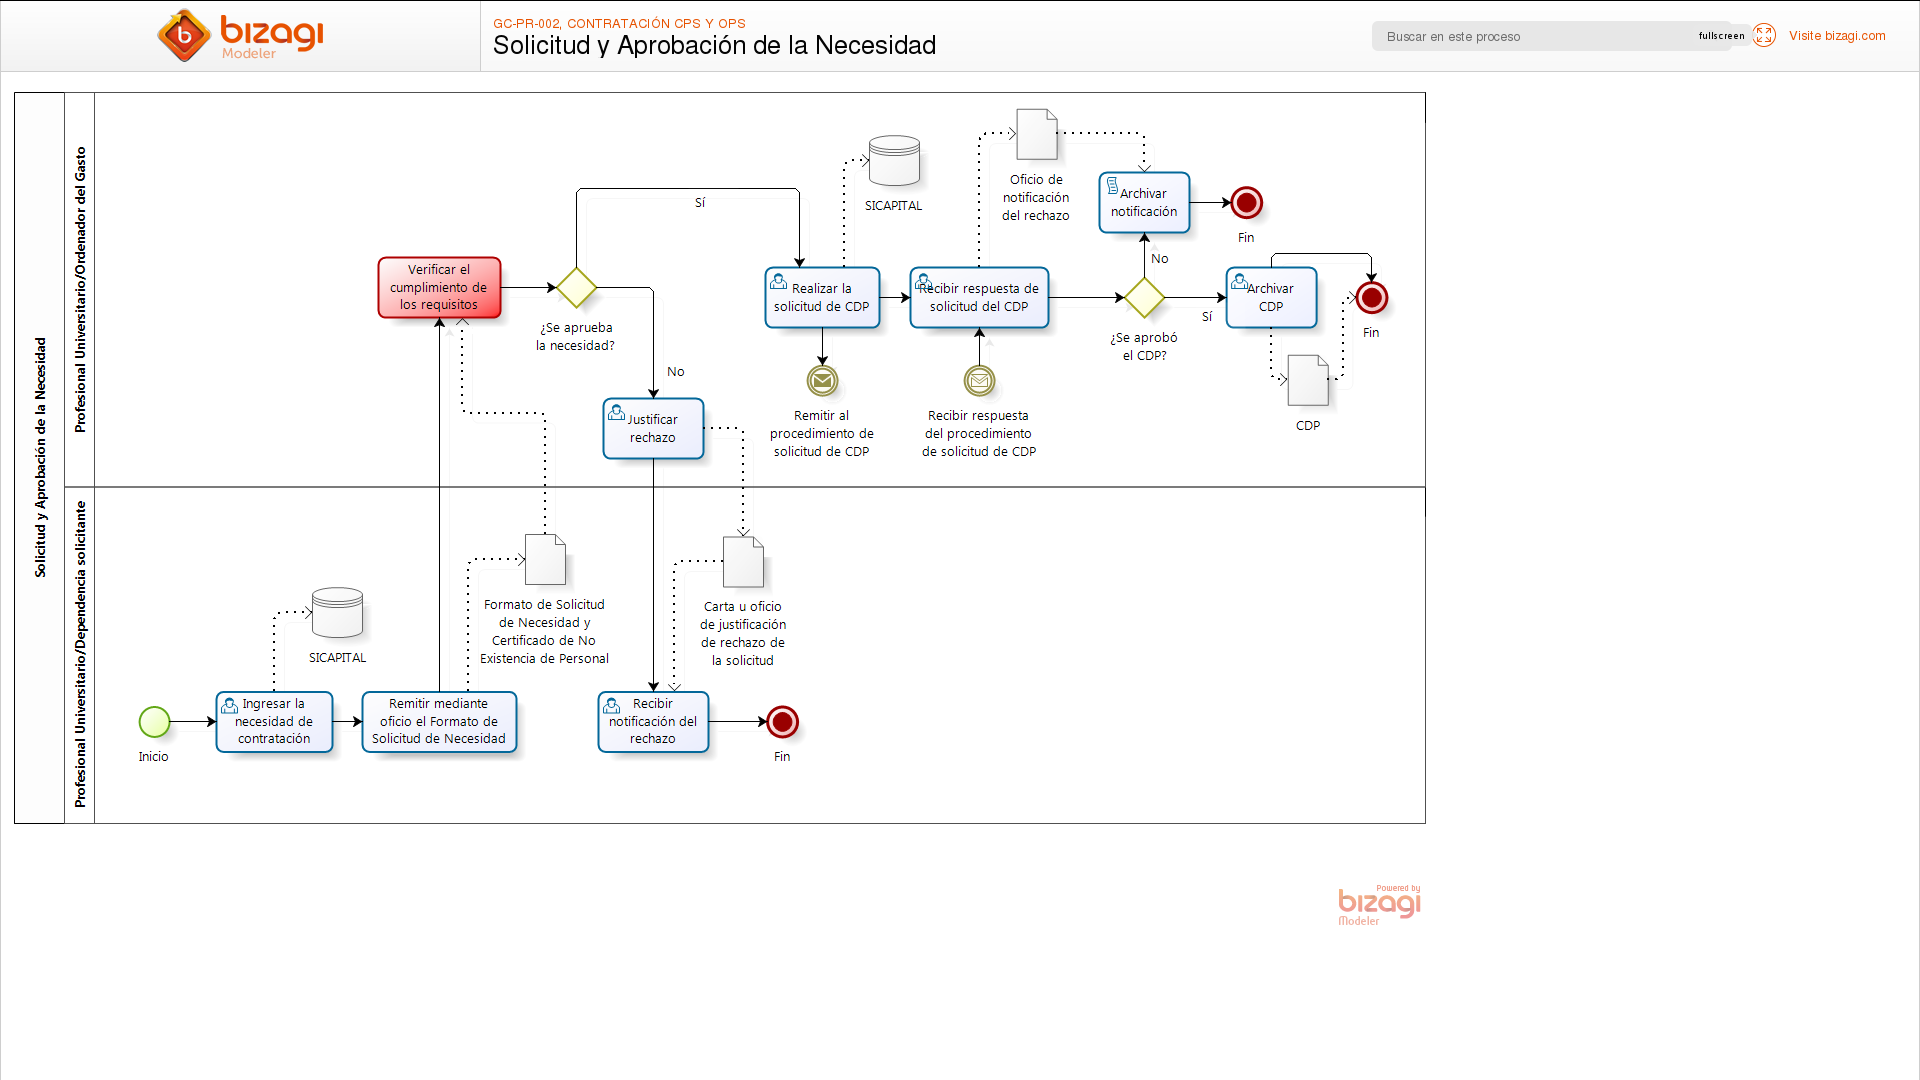 bizagi
Modeler
GC-PR-002, CONTRATACIÓN CPS Y OPS
Solicitud y Aprobación de la Necesidad
Buscar en este proceso
fullscreen
Visite bizagi.com
Solicitud y Aprobación de la Necesidad
Profesional Universitario/Ordenador del Gasto
Profesional Universitario/Dependencia solicitante
Verificar el
cumplimiento de
los requisitos
¿Se aprueba
la necesidad?
Sí
No
Justificar
rechazo
SICAPITAL
Realizar la
solicitud de CDP
Remitir al
procedimiento de
solicitud de CDP
Recibir respuesta de
solicitud del CDP
Recibir respuesta
del procedimiento
de solicitud de CDP
Oficio de
notificación
del rechazo
Archivar
notificación
Fin
No
¿Se aprobó
el CDP?
Sí
Archivar
CDP
Fin
CDP
Inicio
SICAPITAL
Ingresar la
necesidad de
contratación
Remitir mediante
oficio el Formato de
Solicitud de Necesidad
Formato de Solicitud
de Necesidad y
Certificado de No
Existencia de Personal
Carta u oficio
de justificación
de rechazo de
la solicitud
Recibir
notificación del
rechazo
Fin
Powered by
bizagi
Modeler